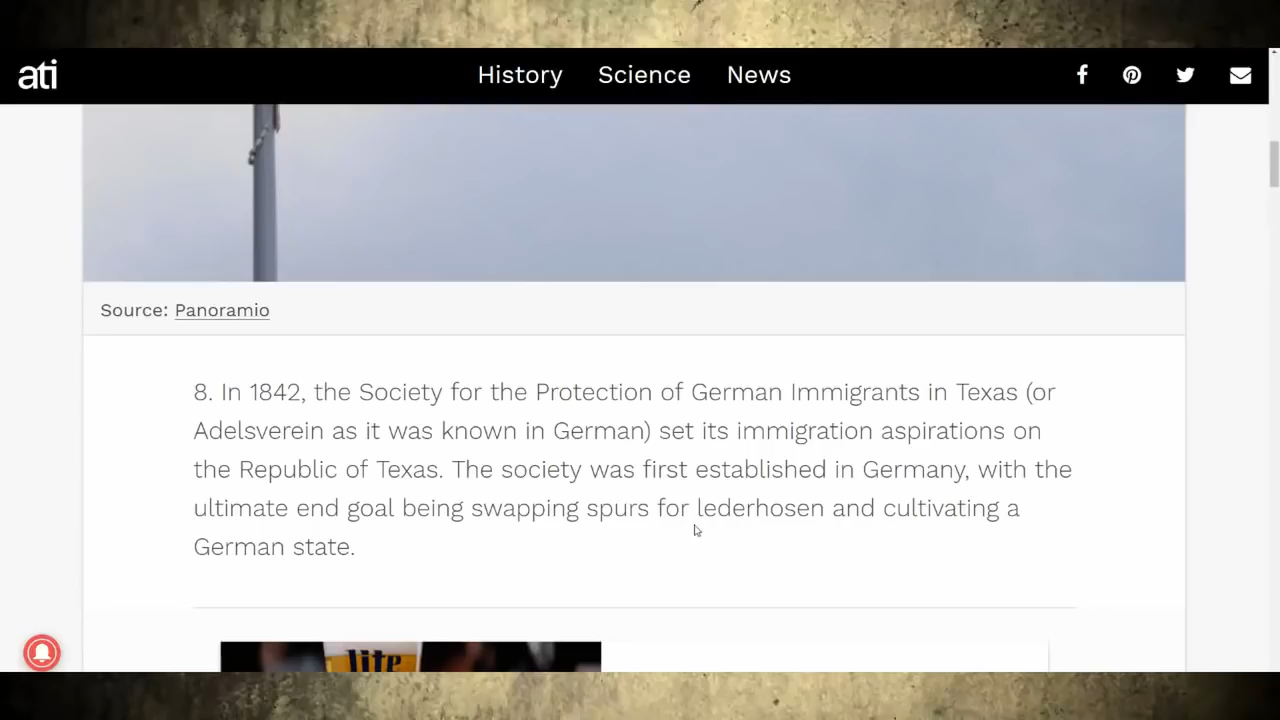 ati
History Science News
Source: Panoramio
8. In 1842, the Society for the Protection of German Immigrants in Texas (or
Adelsverein as it was known in German) set its immigration aspirations on
the Republic of Texas. The society was first established in Germany, with the
ultimate end goal being swapping spurs for lederhosen and cultivating a
German state.
lite